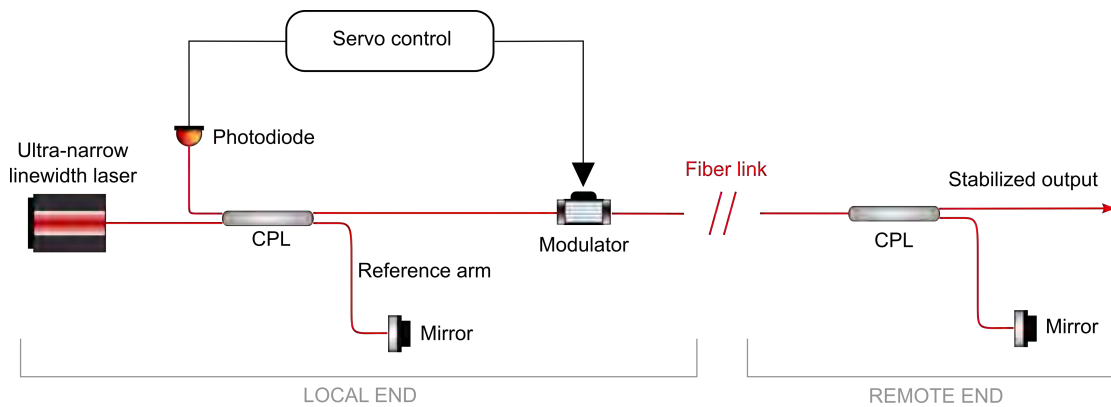 Servo control
Photodiode
Ultra-narrow
linewidth laser
Fiber link
Stabilized output
CPL
Modulator
CPL
Reference arm
Mirror
Mirror
LOCAL END
REMOTE END